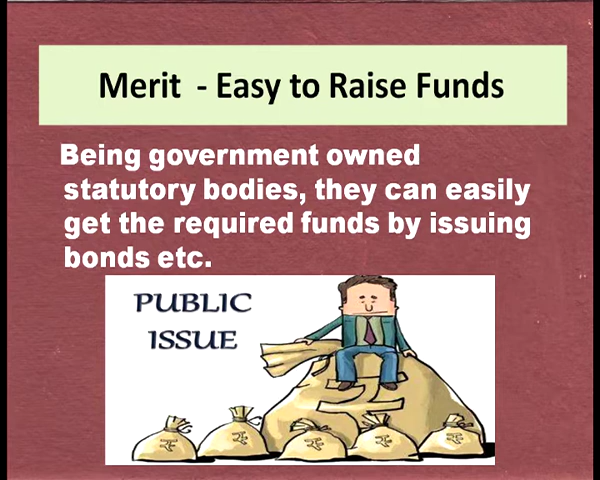 Merit - Easy to Raise Funds
Being government owned
statutory bodies, they can easily
get the required funds by issuing
bonds etc.
PUBLIC
ISSUE
₹ ₹ ₹ ₹ ₹